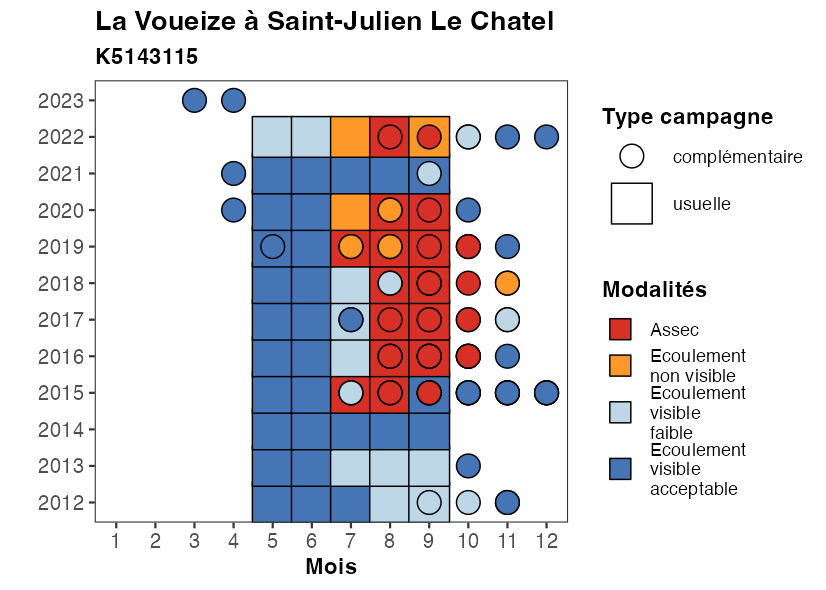 La Voueize à Saint-Julien Le Chatel
K5143115
2023
2022
2021
2020
2019
2018
2017
2016
2015
2014
2013
2012
1 2 3 4 5 6 7 8 9 10 11 12
Mois
Type campagne
complémentaire
usuelle
Modalités
Assec
Ecoulement
non visible
Ecoulement
visible
faible
Ecoulement
visible
acceptable